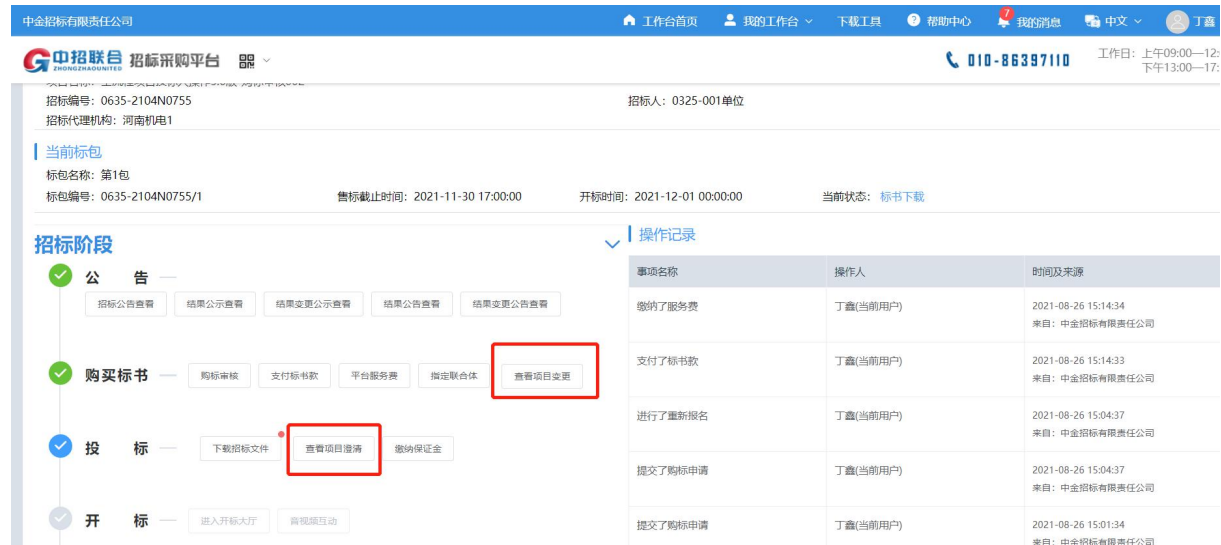 中金招标有限责任公司 工作台首页 我的工作台 下载工具 帮助中心 7 我的消息 中文 丁鑫
中招联合 招标采购平台 010-86397110 工作日：上午09:00—12:
ZHONGZHAOUNITED 下午13:00—17:
招标编号：0635-2104N0755 招标人：0325-001单位
招标代理机构：河南机电1
当前标包
标包名称：第1包
标包编号：0635-2104N0755/1 售标截止时间：2021-11-30 17:00:00 开标时间：2021-12-01 00:00:00 当前状态：标书下载
招标阶段 操作记录
事项名称 操作人 时间及来源
公 告
招标公告查看 结果公示查看 结果变更公示查看 结果公告查看 结果变更公告查看
缴纳了服务费 丁鑫(当前用户) 2021-08-26 15:14:34
来自：中金招标有限责任公司
购买标书 购标审核 支付标书款 平台服务费 指定联合体 查看项目变更
支付了标书款 丁鑫(当前用户) 2021-08-26 15:14:33
来自：中金招标有限责任公司
进行了重新报名 丁鑫(当前用户) 2021-08-26 15:04:37
来自：中金招标有限责任公司
投 标 下载招标文件 查看项目澄清 缴纳保证金
提交了购标申请 丁鑫(当前用户) 2021-08-26 15:04:37
来自：中金招标有限责任公司
开 标 进入开标大厅 音视频互动
提交了购标申请 丁鑫(当前用户) 2021-08-26 15:01:34
来自：中金招标有限责任公司